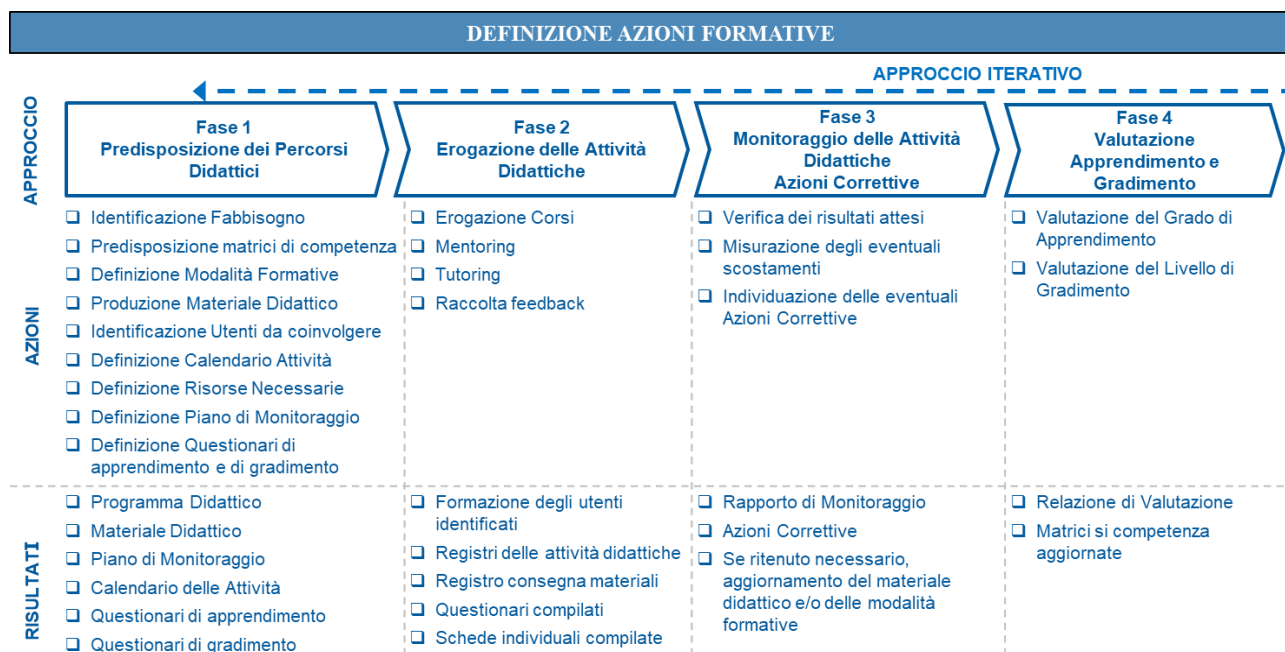 DEFINIZIONE AZIONI FORMATIVE
APPROCCIO ITERATIVO
APPROCCIO
Fase 1
Predisposizione dei Percorsi
Didattici
Fase 2
Erogazione delle Attività
Didattiche
Fase 3
Monitoraggio delle Attività
Didattiche
Azioni Correttive
Fase 4
Valutazione
Apprendimento e
Gradimento
AZIONI
Identificazione Fabbisogno
Predisposizione matrici di competenza
Definizione Modalità Formative
Produzione Materiale Didattico
Identificazione Utenti da coinvolgere
Definizione Calendario Attività
Definizione Risorse Necessarie
Definizione Piano di Monitoraggio
Definizione Questionari di
apprendimento e di gradimento
Erogazione Corsi
Mentoring
Tutoring
Raccolta feedback
Verifica dei risultati attesi
Misurazione degli eventuali
scostamenti
Individuazione delle eventuali
Azioni Correttive
Valutazione del Grado di
Apprendimento
Valutazione del Livello di
Gradimento
RISULTATI
Programma Didattico
Materiale Didattico
Piano di Monitoraggio
Calendario delle Attività
Questionari di apprendimento
Questionari di gradimento
Formazione degli utenti
identificati
Registri delle attività didattiche
Registro consegna materiali
Questionari compilati
Schede individuali compilate
Rapporto di Monitoraggio
Azioni Correttive
Se ritenuto necessario,
aggiornamento del materiale
didattico e/o delle modalità
formative
Relazione di Valutazione
Matrici si competenza
aggiornate